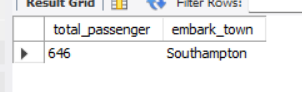 Result Grid Filter Rows:
total_passenger embark_town
646 Southampton